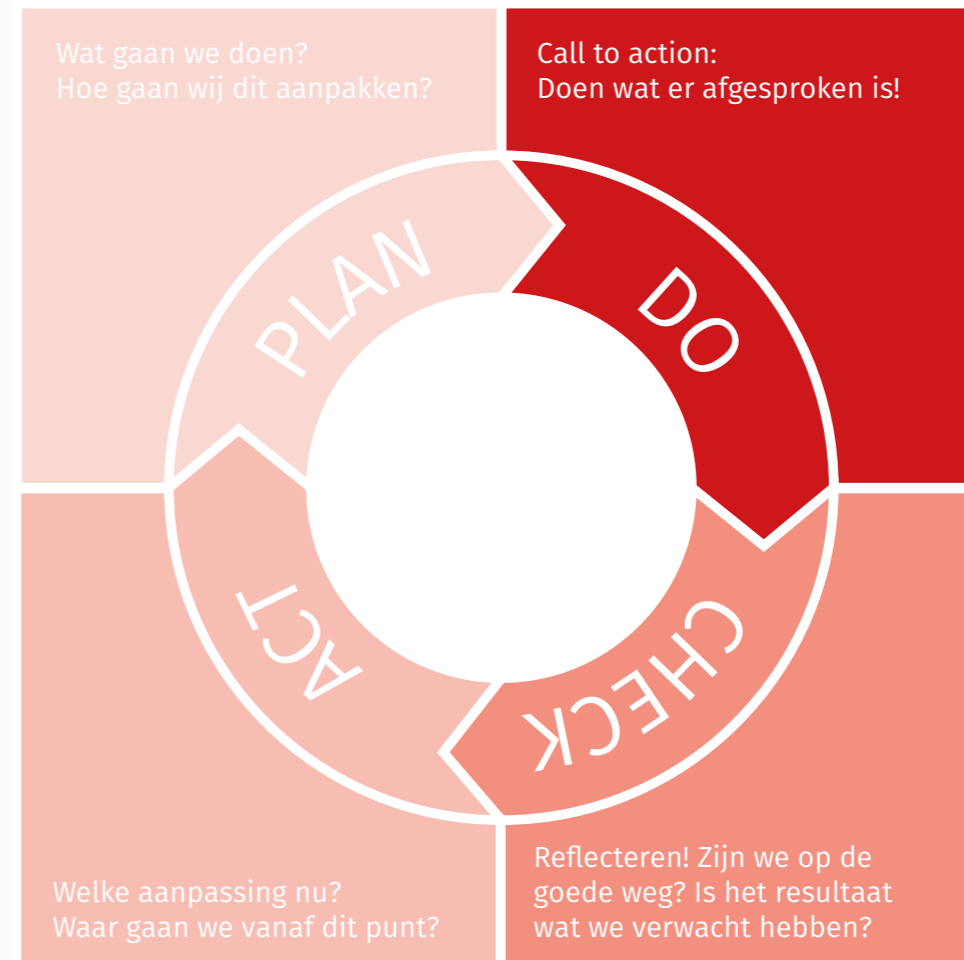 Wat gaan we doen?
Hoe gaan wij dit aanpakken?
Call to action:
Doen wat er afgesproken is!
PLAN
DO
CHECK
ACT
Welke aanpassing nu?
Waar gaan we vanaf dit punt?
Reflecteren! Zijn we op de
goede weg? Is het resultaat
wat we verwacht hebben?